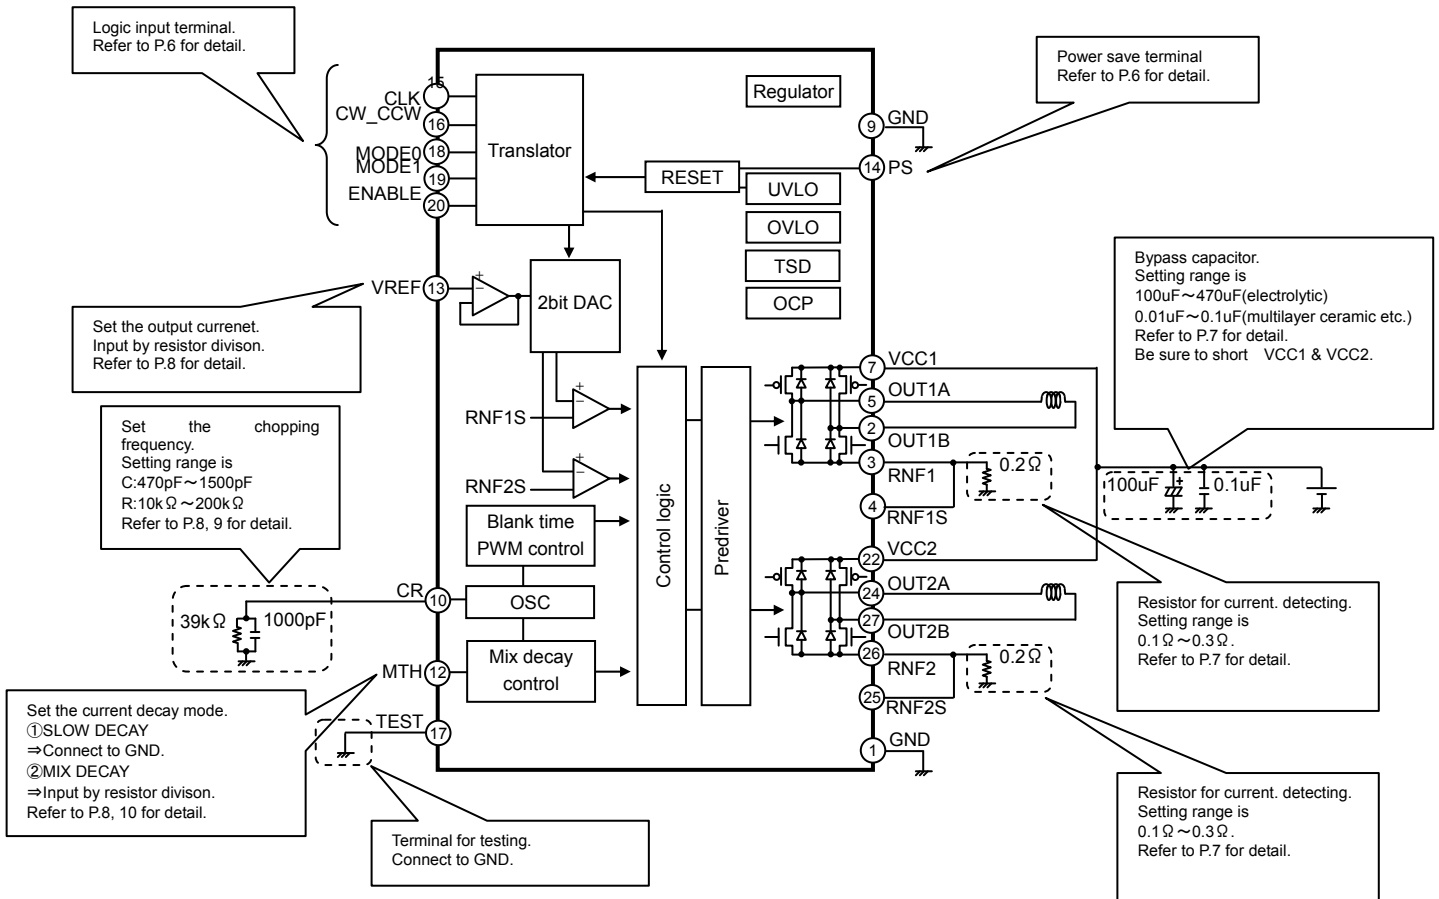 Logic input terminal.
Refer to P.6 for detail.
15
CLK
CW_CCW
16
MODE0
18
MODE1
19
ENABLE
20
Translator
Regulator
RESET
UVLO
OVLO
TSD
OCP
9
GND
14
PS
Power save terminal
Refer to P.6 for detail.
VREF
13
+
−
2bit DAC
Set the output currenet.
Input by resistor divison.
Refer to P.8 for detail.
Bypass capacitor.
Setting range is
100uF～470uF(electrolytic)
0.01uF～0.1uF(multilayer ceramic etc.)
Refer to P.7 for detail.
Be sure to short VCC1 & VCC2.
Set the chopping
frequency.
Setting range is
C:470pF～1500pF
R:10kΩ～200kΩ
Refer to P.8, 9 for detail.
RNF1S
+
−
RNF2S
+
−
Blank time
PWM control
OSC
Mix decay
control
Control logic
Predriver
7
VCC1
5
OUT1A
2
OUT1B
3
RNF1
4
RNF1S
0.2Ω
100uF
+
0.1uF
22
VCC2
24
OUT2A
27
OUT2B
26
RNF2
25
RNF2S
0.2Ω
1
GND
CR
10
39kΩ
1000pF
MTH
12
TEST
17
Set the current decay mode.
①SLOW DECAY
⇒Connect to GND.
②MIX DECAY
⇒Input by resistor divison.
Refer to P.8, 10 for detail.
Terminal for testing.
Connect to GND.
Resistor for current. detecting.
Setting range is
0.1Ω～0.3Ω.
Refer to P.7 for detail.
Resistor for current. detecting.
Setting range is
0.1Ω～0.3Ω.
Refer to P.7 for detail.